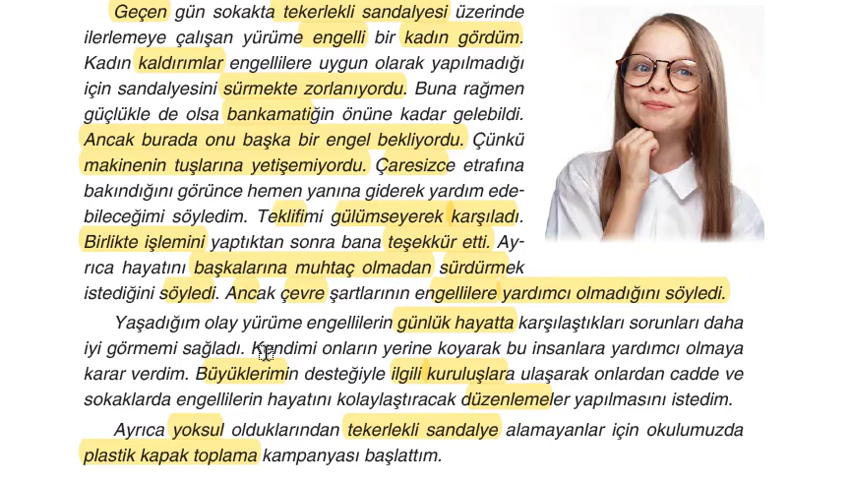 Geçen gün sokakta tekerlekli sandalyesi üzerinde
ilerlemeye çalışan yürüme engelli bir kadın gördüm.
Kadın kaldırımlar engellilere uygun olarak yapılmadığı
için sandalyesini sürmekte zorlanıyordu. Buna rağmen
güçlükle de olsa bankamatiğin önüne kadar gelebildi.
Ancak burada onu başka bir engel bekliyordu. Çünkü
makinenin tuşlarına yetişemiyordu. Çaresizce etrafına
bakındığını görünce hemen yanına giderek yardım ede-
bileceğimi söyledim. Teklifimi gülümseyerek karşıladı.
Birlikte işlemini yaptıktan sonra bana teşekkür etti. Ay-
rıca hayatını başkalarına muhtaç olmadan sürdürmek
istediğini söyledi. Ancak çevre şartlarının engellilere yardımcı olmadığını söyledi.
Yaşadığım olay yürüme engellilerin günlük hayatta karşılaştıkları sorunları daha
iyi görmemi sağladı. Kendimi onların yerine koyarak bu insanlara yardımcı olmaya
karar verdim. Büyüklerimin desteğiyle ilgili kuruluşlara ulaşarak onlardan cadde ve
sokaklarda engellilerin hayatını kolaylaştıracak düzenlemeler yapılmasını istedim.
Ayrıca yoksul olduklarından tekerlekli sandalye alamayanlar için okulumuzda
plastik kapak toplama kampanyası başlattım.